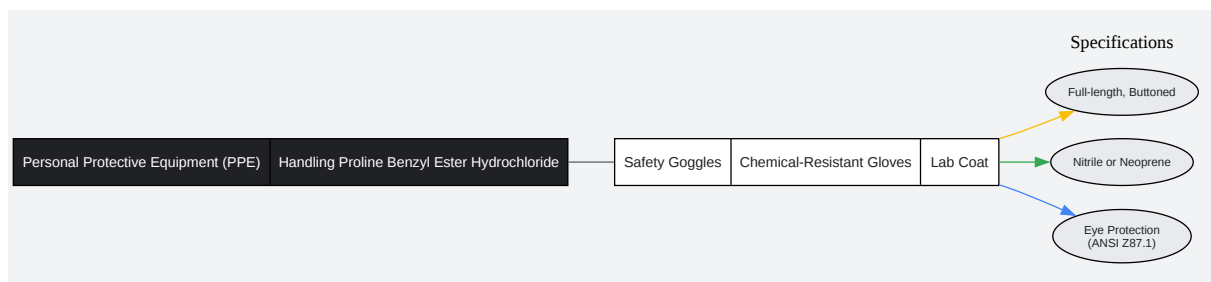 Specifications
Full-length, Buttoned
Personal Protective Equipment (PPE)
Handling Proline Benzyl Ester Hydrochloride
Safety Goggles
Chemical-Resistant Gloves
Lab Coat
Nitrile or Neoprene
Eye Protection
(ANSI Z87.1)